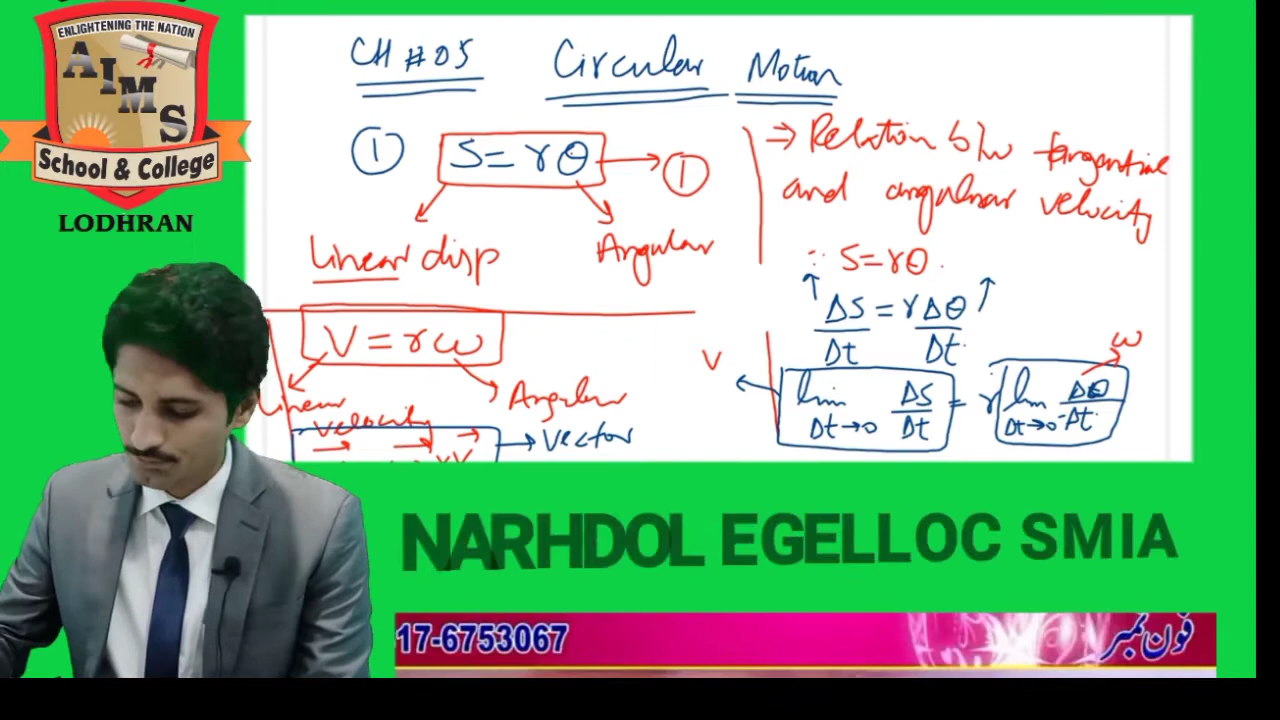 ENLIGHTENING THE NATION
AIMS
School & College
LODHRAN
CH # 05 Circular Motion
① S = rθ → ①
Linear disp Angular
V = rω
Linear velocity Angular
→ Vector
⇒ Relation b/w tangential
and angular velocity
∵ S = rθ.
ΔS = rΔθ
Δt Δt
V ← lim Δt→0 ΔS/Δt = r lim Δt→0 Δθ/Δt ω
NARHDOL EGELLOC SMIA
17-6753067 فون نمبر